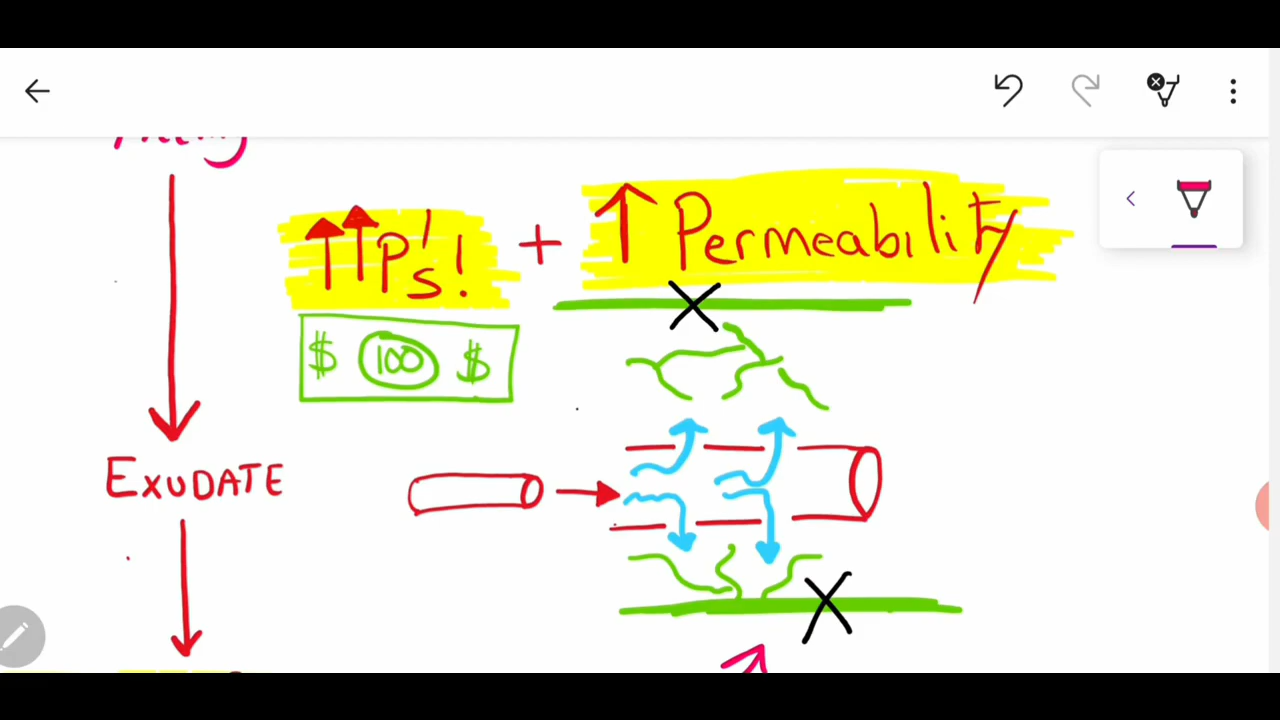 ↑↑P's! + ↑ Permeability
$ 100 $
EXUDATE